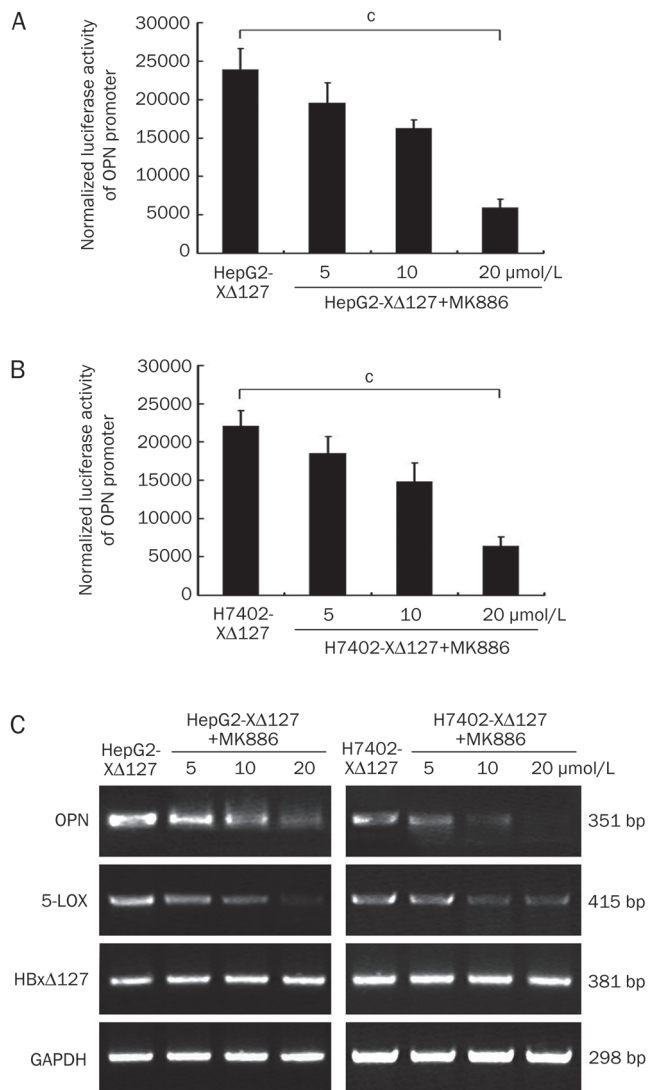 A
Normalized luciferase activity
of OPN promoter
30000
25000
20000
15000
10000
5000
0
c
HepG2-
XΔ127
5 10 20 μmol/L
HepG2-XΔ127+MK886
B
Normalized luciferase activity
of OPN promoter
30000
25000
20000
15000
10000
5000
0
c
H7402-
XΔ127
5 10 20 μmol/L
H7402-XΔ127+MK886
C
HepG2-
XΔ127
HepG2-XΔ127
+MK886
5 10 20
H7402-
XΔ127
H7402-XΔ127
+MK886
5 10 20 μmol/L
OPN 351 bp
5-LOX 415 bp
HBxΔ127 381 bp
GAPDH 298 bp